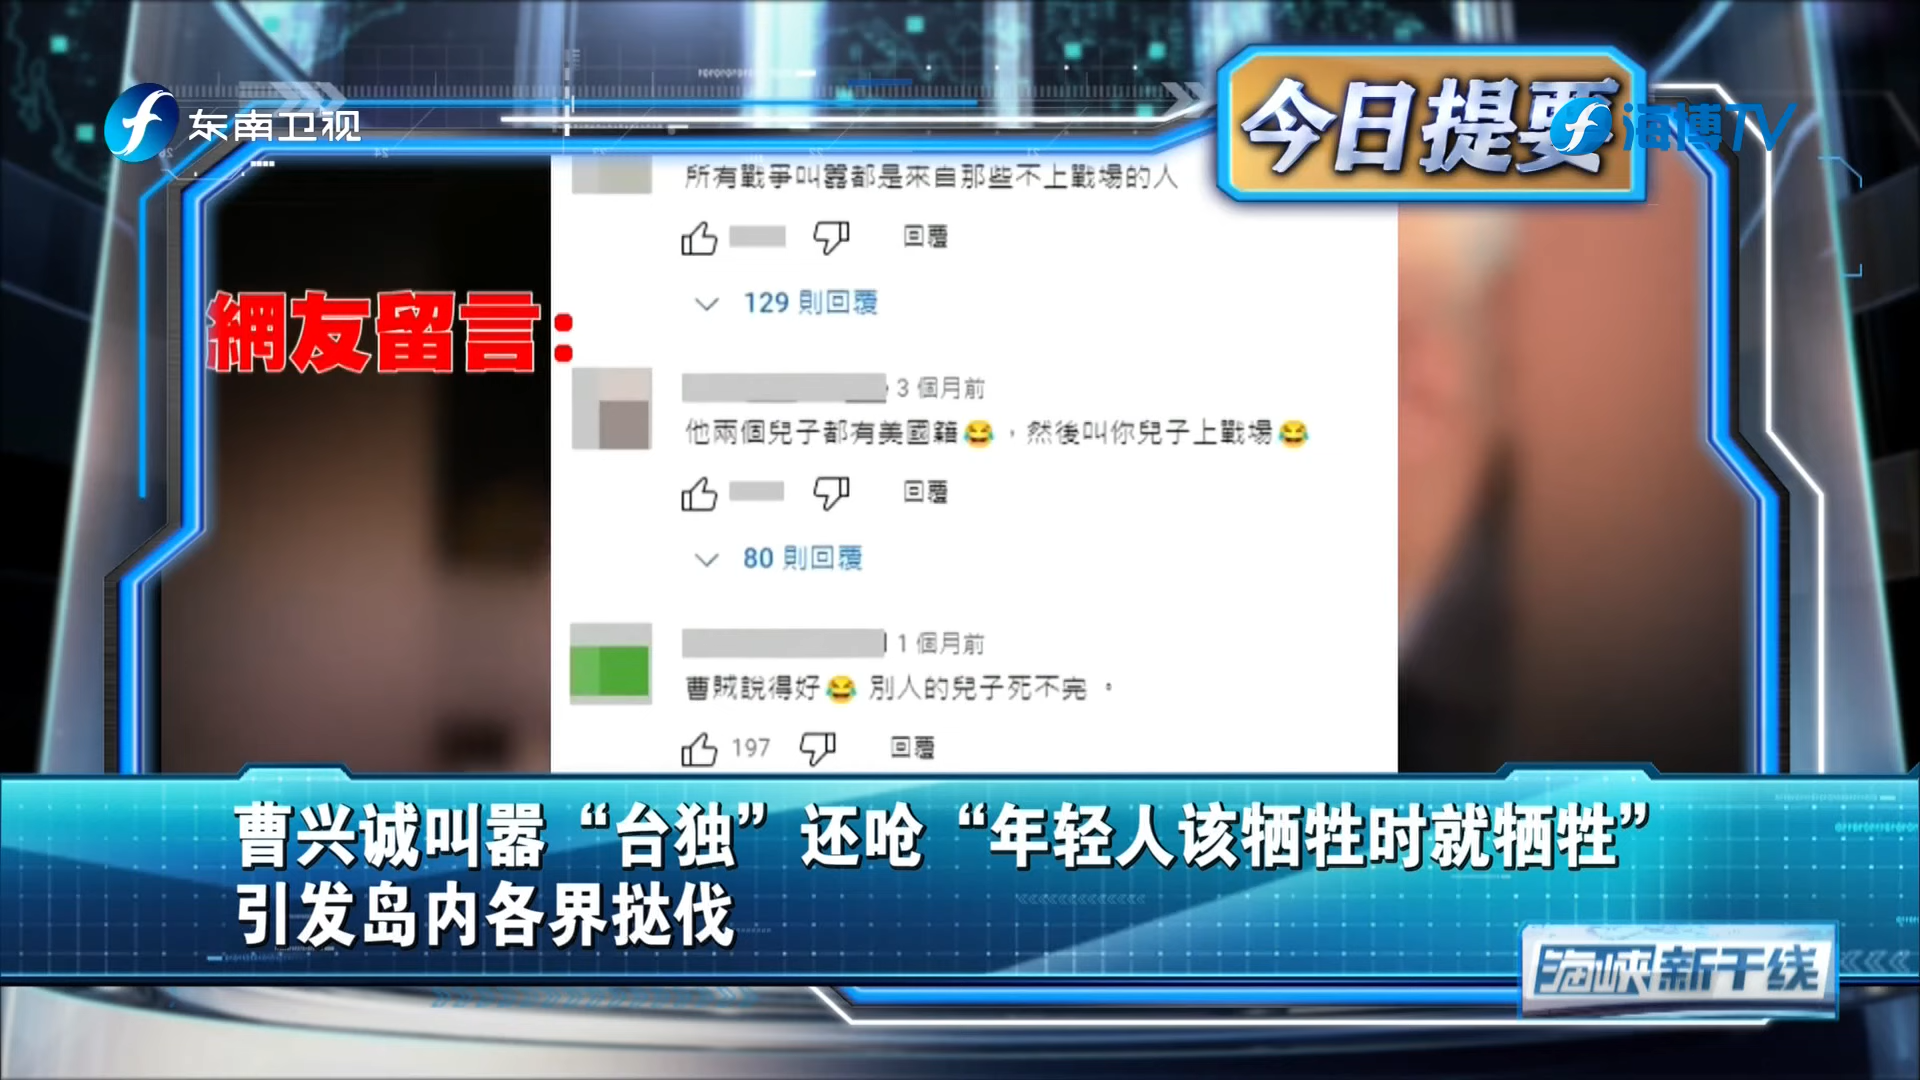 东南卫视
今日提要
海博TV
所有戰爭叫囂都是來自那些不上戰場的人
回覆
129 則回覆
網友留言：
3 個月前
他兩個兒子都有美國籍😂，然後叫你兒子上戰場😂
回覆
80 則回覆
1 個月前
曹賊說得好😂 別人的兒子死不完。
197
回覆
曹兴诚叫嚣“台独”还呛“年轻人该牺牲时就牺牲”
引发岛内各界挞伐
海峡新干线